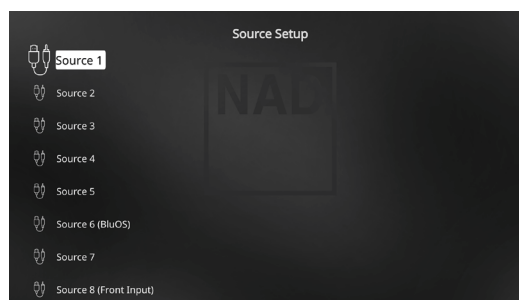 Source Setup
Source 1
NAD
Source 2
Source 3
Source 4
Source 5
Source 6 (BluOS)
Source 7
Source 8 (Front Input)